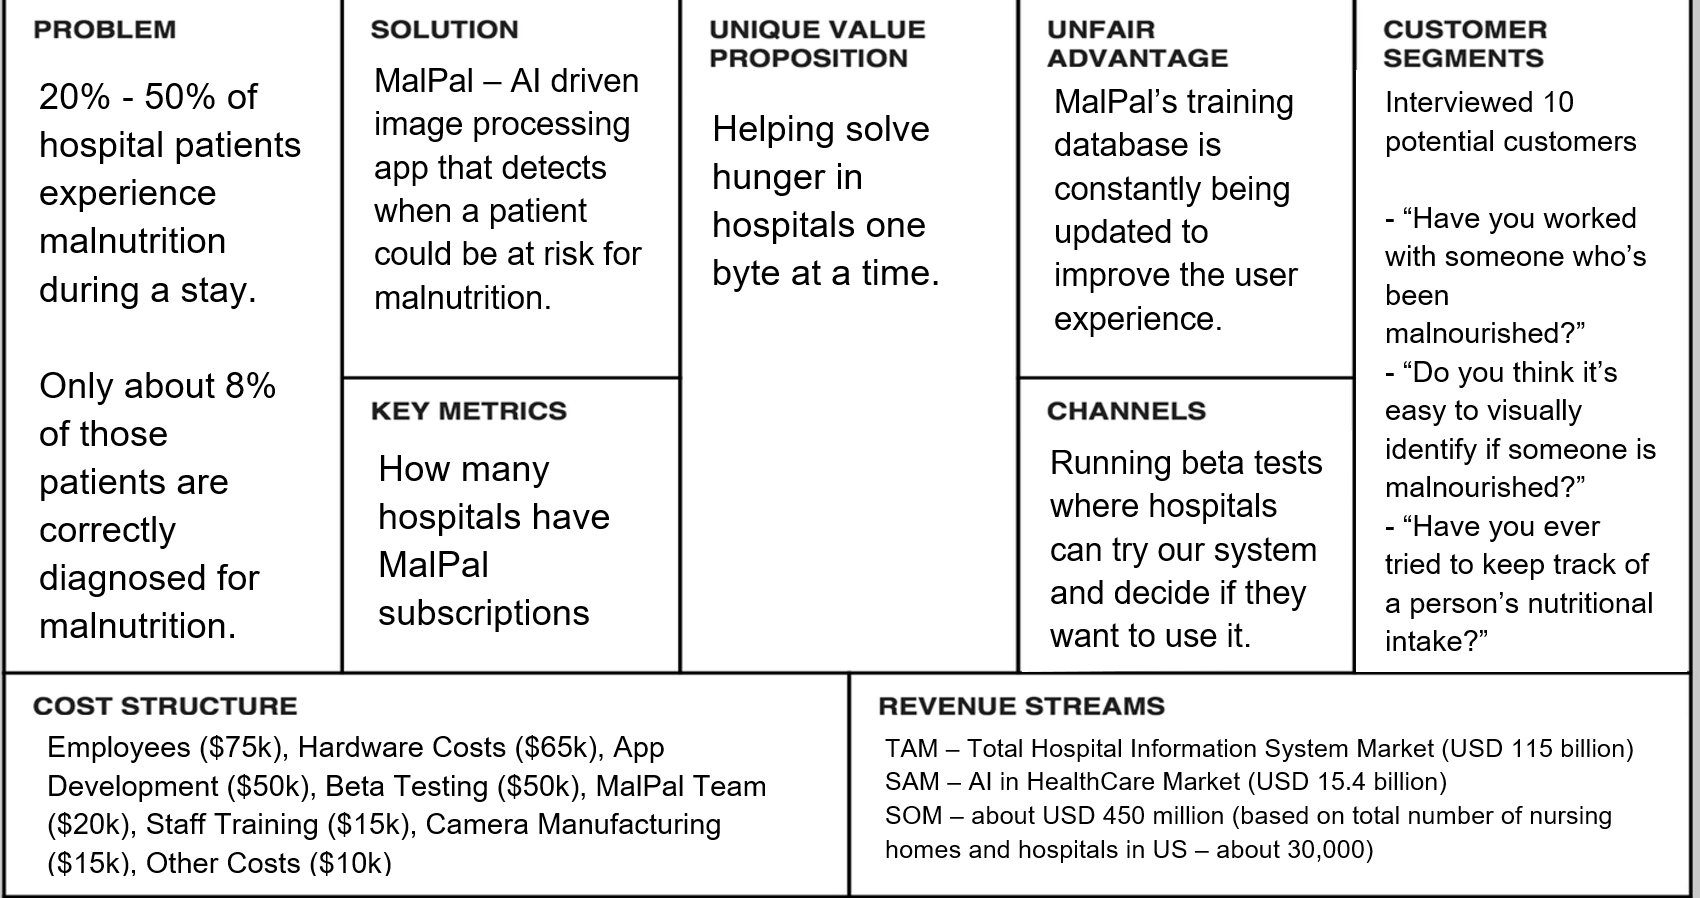 PROBLEM
20% - 50% of
hospital patients
experience
malnutrition
during a stay.
Only about 8%
of those
patients are
correctly
diagnosed for
malnutrition.
SOLUTION
MalPal – AI driven
image processing
app that detects
when a patient
could be at risk for
malnutrition.
KEY METRICS
How many
hospitals have
MalPal
subscriptions
UNIQUE VALUE
PROPOSITION
Helping solve
hunger in
hospitals one
byte at a time.
UNFAIR
ADVANTAGE
MalPal’s training
database is
constantly being
updated to
improve the user
experience.
CHANNELS
Running beta tests
where hospitals
can try our system
and decide if they
want to use it.
CUSTOMER
SEGMENTS
Interviewed 10
potential customers
- “Have you worked
with someone who’s
been
malnourished?”
- “Do you think it’s
easy to visually
identify if someone is
malnourished?”
- “Have you ever
tried to keep track of
a person’s nutritional
intake?”
COST STRUCTURE
Employees ($75k), Hardware Costs ($65k), App
Development ($50k), Beta Testing ($50k), MalPal Team
($20k), Staff Training ($15k), Camera Manufacturing
($15k), Other Costs ($10k)
REVENUE STREAMS
TAM – Total Hospital Information System Market (USD 115 billion)
SAM – AI in HealthCare Market (USD 15.4 billion)
SOM – about USD 450 million (based on total number of nursing
homes and hospitals in US – about 30,000)